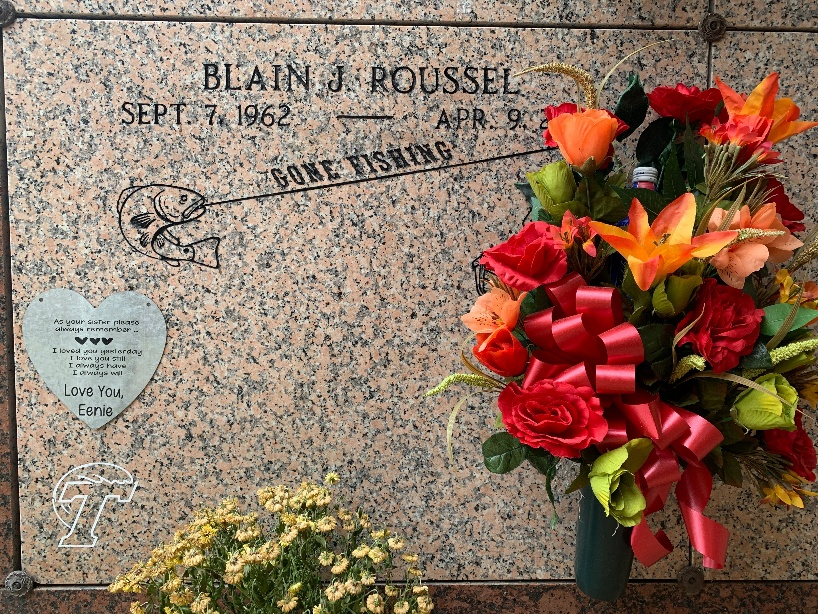 BLAIN J. ROUSSEL
SEPT. 7, 1962 — APR. 9,
GONE FISHING
As your sister please
always remember ...
I loved you yesterday
I love you still
I always have
I always will
Love You,
Eenie
T